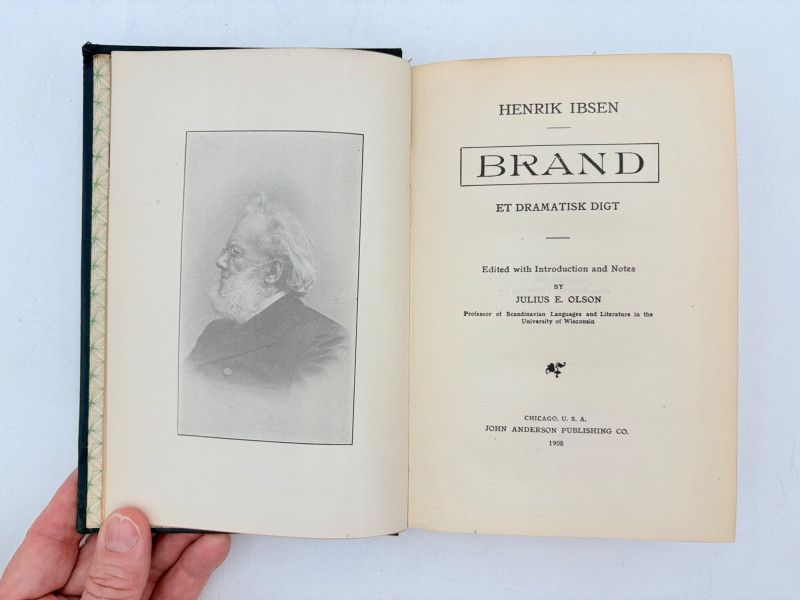 HENRIK IBSEN
BRAND
ET DRAMATISK DIGT
Edited with Introduction and Notes
BY
JULIUS E. OLSON
Professor of Scandinavian Languages and Literature in the
University of Wisconsin
CHICAGO, U. S. A.
JOHN ANDERSON PUBLISHING CO.
1908